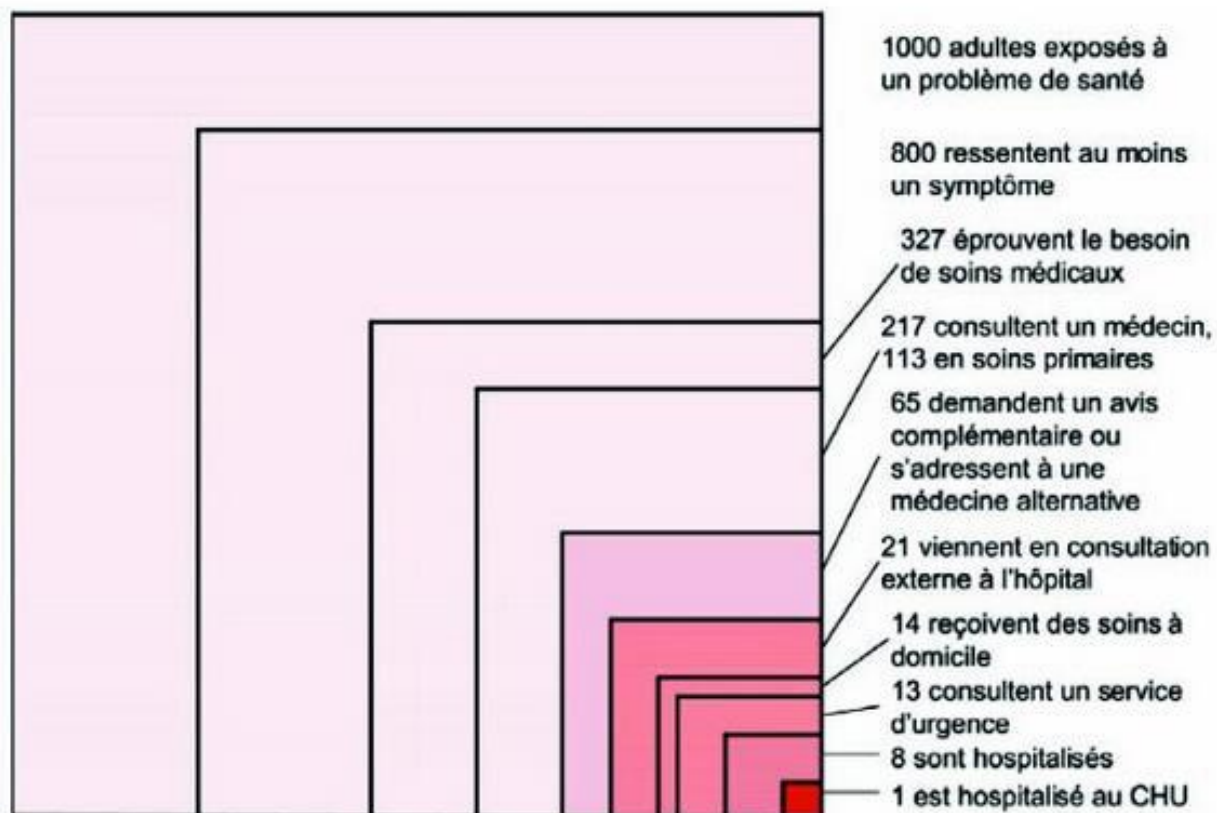 1000 adultes exposés à
un problème de santé
800 ressentent au moins
un symptôme
327 éprouvent le besoin
de soins médicaux
217 consultent un médecin,
113 en soins primaires
65 demandent un avis
complémentaire ou
s'adressent à une
médecine alternative
21 viennent en consultation
externe à l'hôpital
14 reçoivent des soins à
domicile
13 consultent un service
d'urgence
8 sont hospitalisés
1 est hospitalisé au CHU